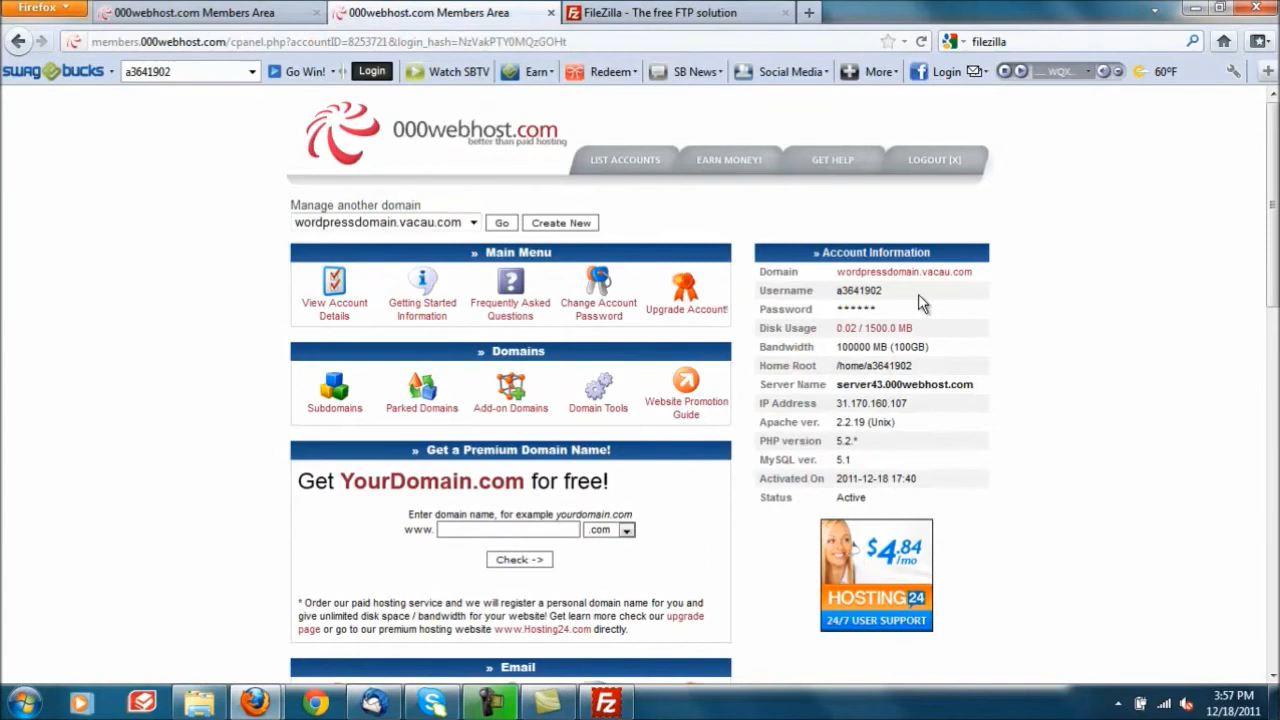 Firefox
000webhost.com Members Area
000webhost.com Members Area
FileZilla - The free FTP solution
members.000webhost.com/cpanel.php?accountID=8253721&login_hash=NzVakPTY0MQzGOHt
filezilla
swagbucks
a3641902
Go Win!
Login
Watch SBTV
Earn
Redeem
SB News
Social Media
More
Login
WQX...
60°F
000webhost.com
better than paid hosting
LIST ACCOUNTS
EARN MONEY!
GET HELP
LOGOUT [X]
Manage another domain
wordpressdomain.vacau.com
Go
Create New
» Main Menu
View Account Details
Getting Started Information
Frequently Asked Questions
Change Account Password
Upgrade Account!
» Domains
Subdomains
Parked Domains
Add-on Domains
Domain Tools
Website Promotion Guide
» Get a Premium Domain Name!
Get YourDomain.com for free!
Enter domain name, for example yourdomain.com
www.
.com
Check ->
* Order our paid hosting service and we will register a personal domain name for you and
give unlimited disk space / bandwidth for your website! Get learn more check our upgrade
page or go to our premium hosting website www.Hosting24.com directly.
» Email
» Account Information
Domain wordpressdomain.vacau.com
Username a3641902
Password ******
Disk Usage 0.02 / 1500.0 MB
Bandwidth 100000 MB (100GB)
Home Root /home/a3641902
Server Name server43.000webhost.com
IP Address 31.170.160.107
Apache ver. 2.2.19 (Unix)
PHP version 5.2.*
MySQL ver. 5.1
Activated On 2011-12-18 17:40
Status Active
$4.84
/mo
HOSTING 24
24/7 USER SUPPORT
3:57 PM
12/18/2011